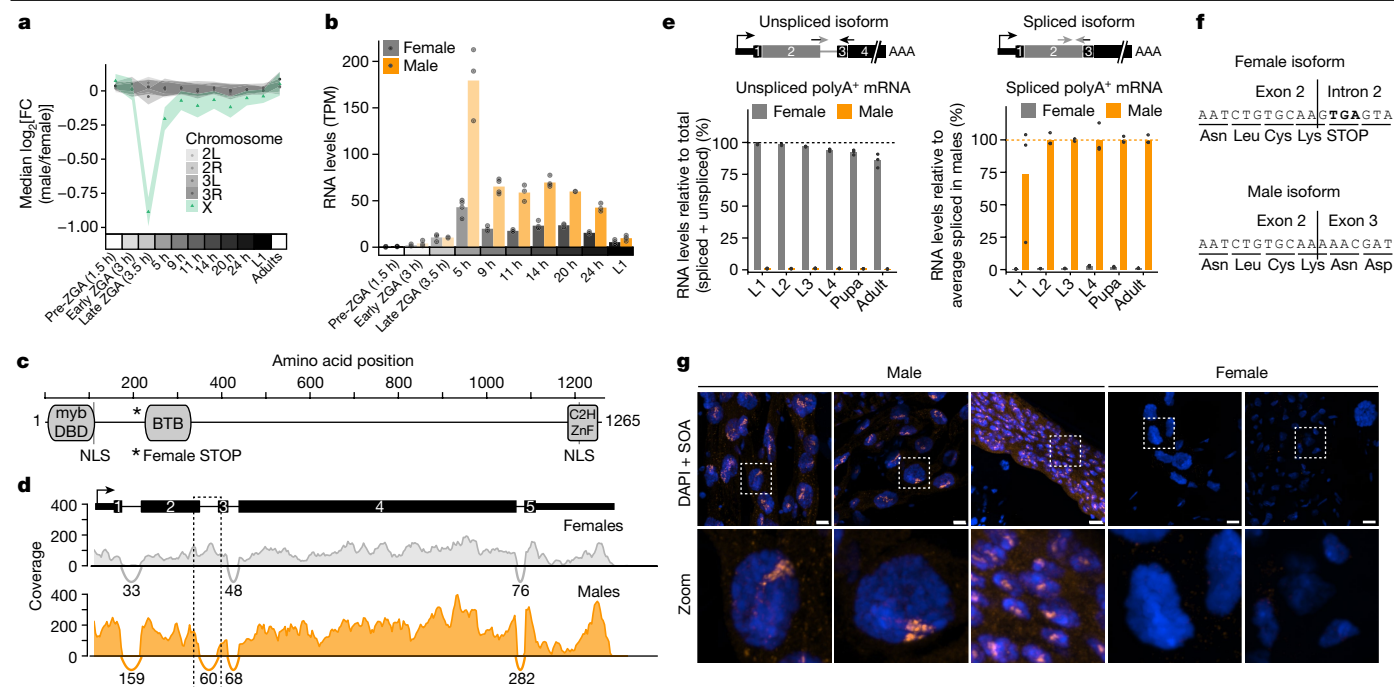 a
Median log2[FC
(male/female)]
0
−0.25
−0.50
−0.75
−1.00
Chromosome
2L
2R
3L
3R
X
Pre-ZGA (1.5 h)
Early ZGA (3 h)
Late ZGA (3.5 h)
5 h
9 h
11 h
14 h
20 h
24 h
L1
Adults
b
RNA levels (TPM)
200
150
100
50
0
Female
Male
Pre-ZGA (1.5 h)
Early ZGA (3 h)
Late ZGA (3.5 h)
5 h
9 h
11 h
14 h
20 h
24 h
L1
c
Amino acid position
200 400 600 800 1000 1200
1
myb
DBD
*
BTB
C2H
ZnF
1265
NLS
* Female STOP
NLS
d
Coverage
400
200
0
1 2 3 4 5
Females
33 48 76
400
200
0
Males
159 60 68 282
e
Unspliced isoform
1 2 3 4 AAA
Unspliced polyA+ mRNA
Female Male
RNA levels relative to total
(spliced + unspliced) (%)
100
75
50
25
0
L1 L2 L3 L4 Pupa Adult
Spliced isoform
1 2 3 AAA
Spliced polyA+ mRNA
Female Male
RNA levels relative to
average spliced in males (%)
100
75
50
25
0
L1 L2 L3 L4 Pupa Adult
f
Female isoform
Exon 2 Intron 2
AATCTGTGCAAGTGAGTA
Asn Leu Cys Lys STOP
Male isoform
Exon 2 Exon 3
AATCTGTGCAAAAACGAT
Asn Leu Cys Lys Asn Asp
g
Male Female
DAPI + SOA
Zoom